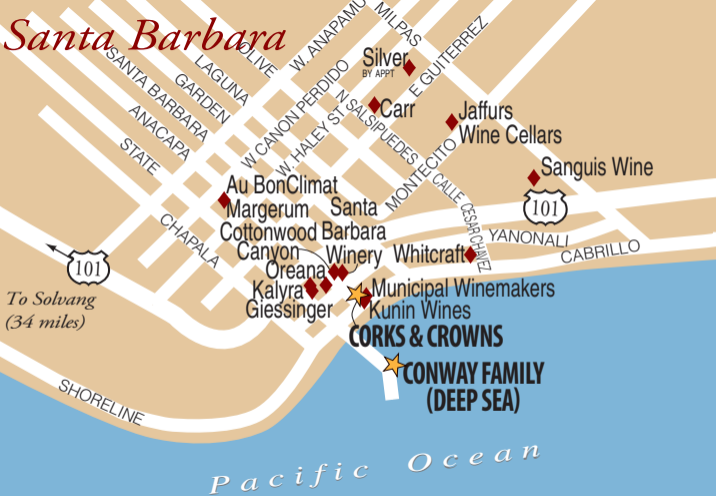 Santa Barbara
MILPAS
W. ANAPAMU
OLIVE
LAGUNA
GARDEN
SANTA BARBARA
ANACAPA
STATE
CHAPALA
W CANON PERDIDO
W. HALEY ST
N SALSIPUEDES
E GUITERREZ
MONTECITO
CALLE CESAR CHAVEZ
YANONALI
CABRILLO
SHORELINE
Silver
BY APPT
Carr
Jaffurs
Wine Cellars
Sanguis Wine
101
Au BonClimat
Margerum
Cottonwood
Canyon
Santa
Barbara
Winery
Oreana
Kalyra
Giessinger
Whitcraft
Municipal Winemakers
Kunin Wines
CORKS & CROWNS
CONWAY FAMILY
(DEEP SEA)
101
To Solvang
(34 miles)
Pacific Ocean